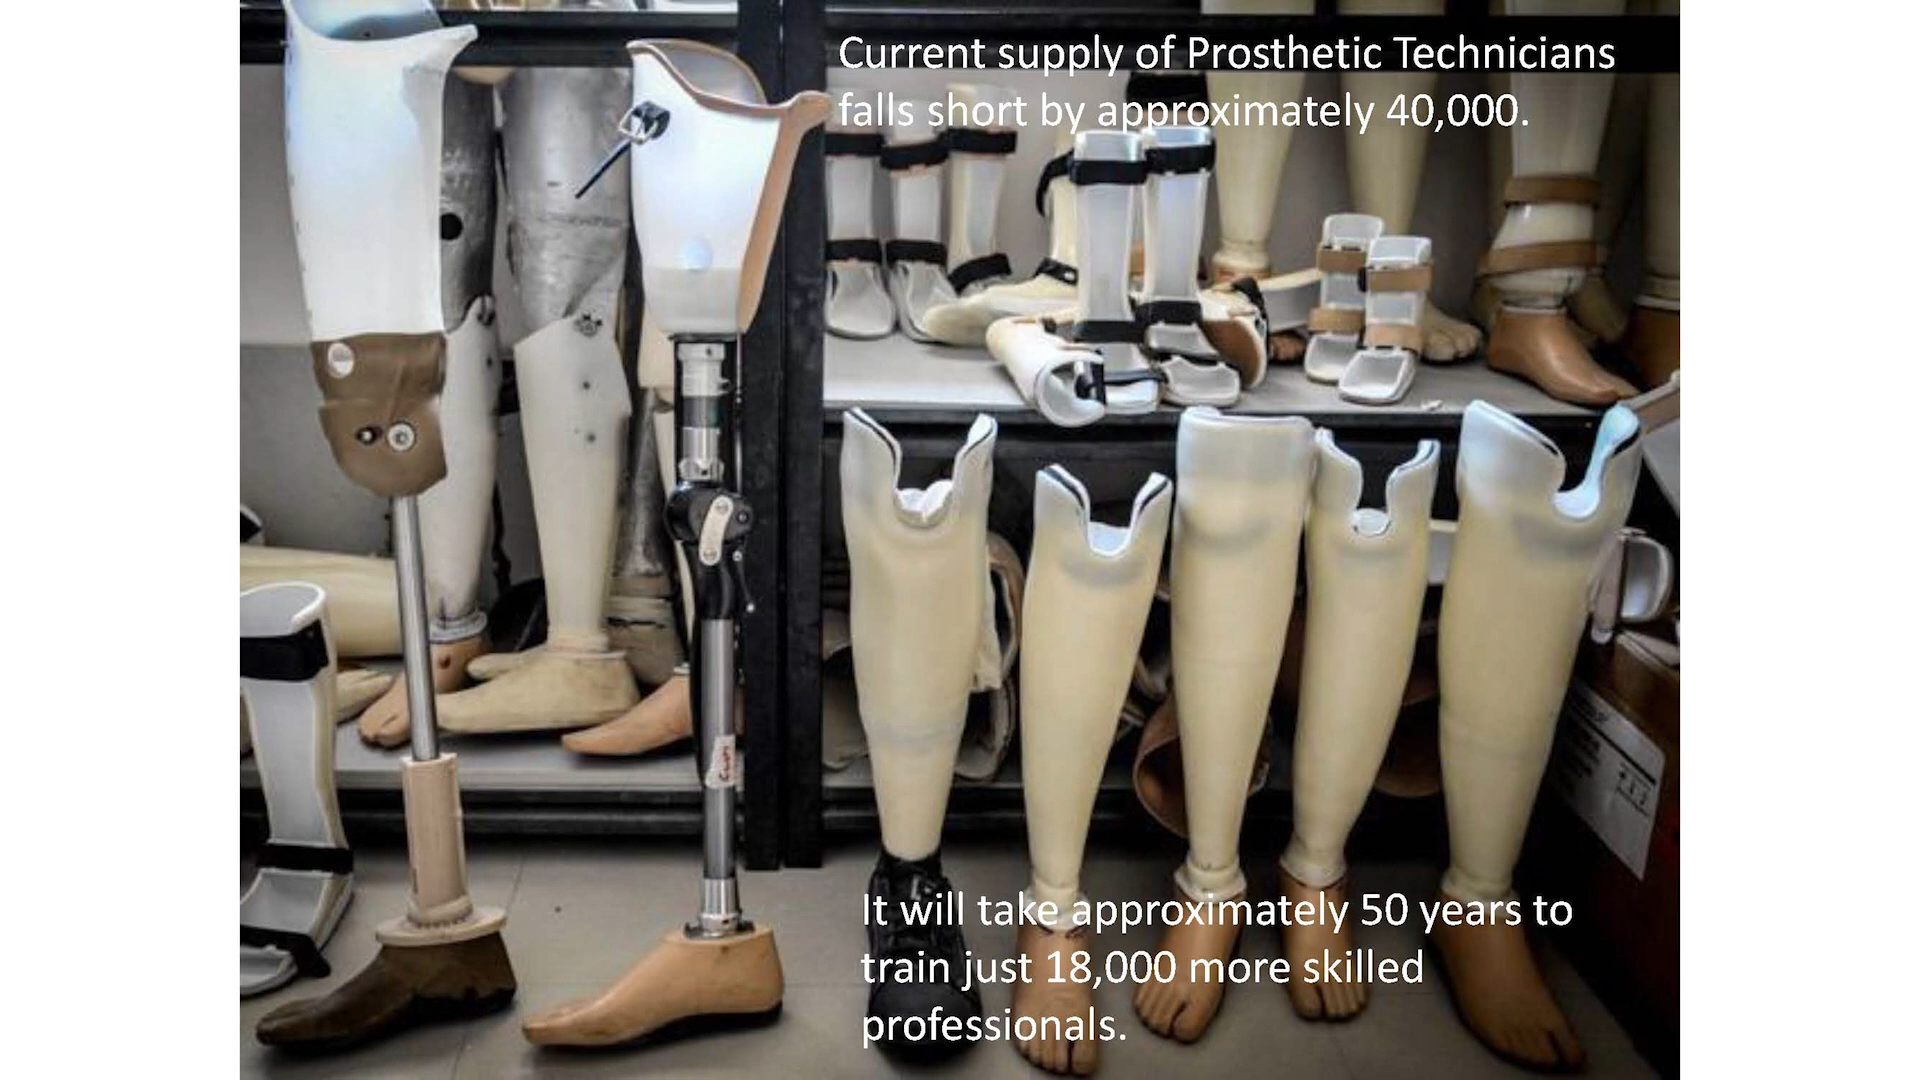 Current supply of Prosthetic Technicians
falls short by approximately 40,000.
It will take approximately 50 years to
train just 18,000 more skilled
professionals.